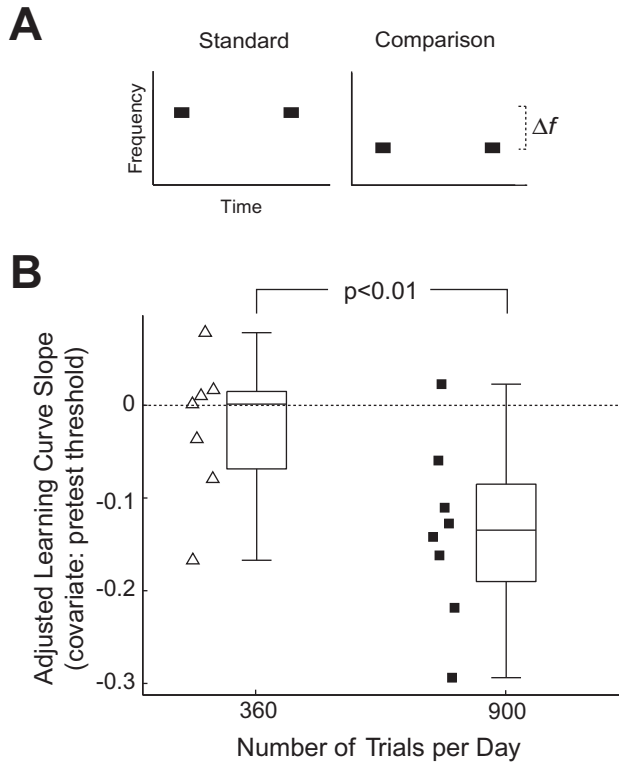 A
Standard
Comparison
Frequency
Δf
Time
B
p<0.01
Adjusted Learning Curve Slope
(covariate: pretest threshold)
0
-0.1
-0.2
-0.3
360
900
Number of Trials per Day